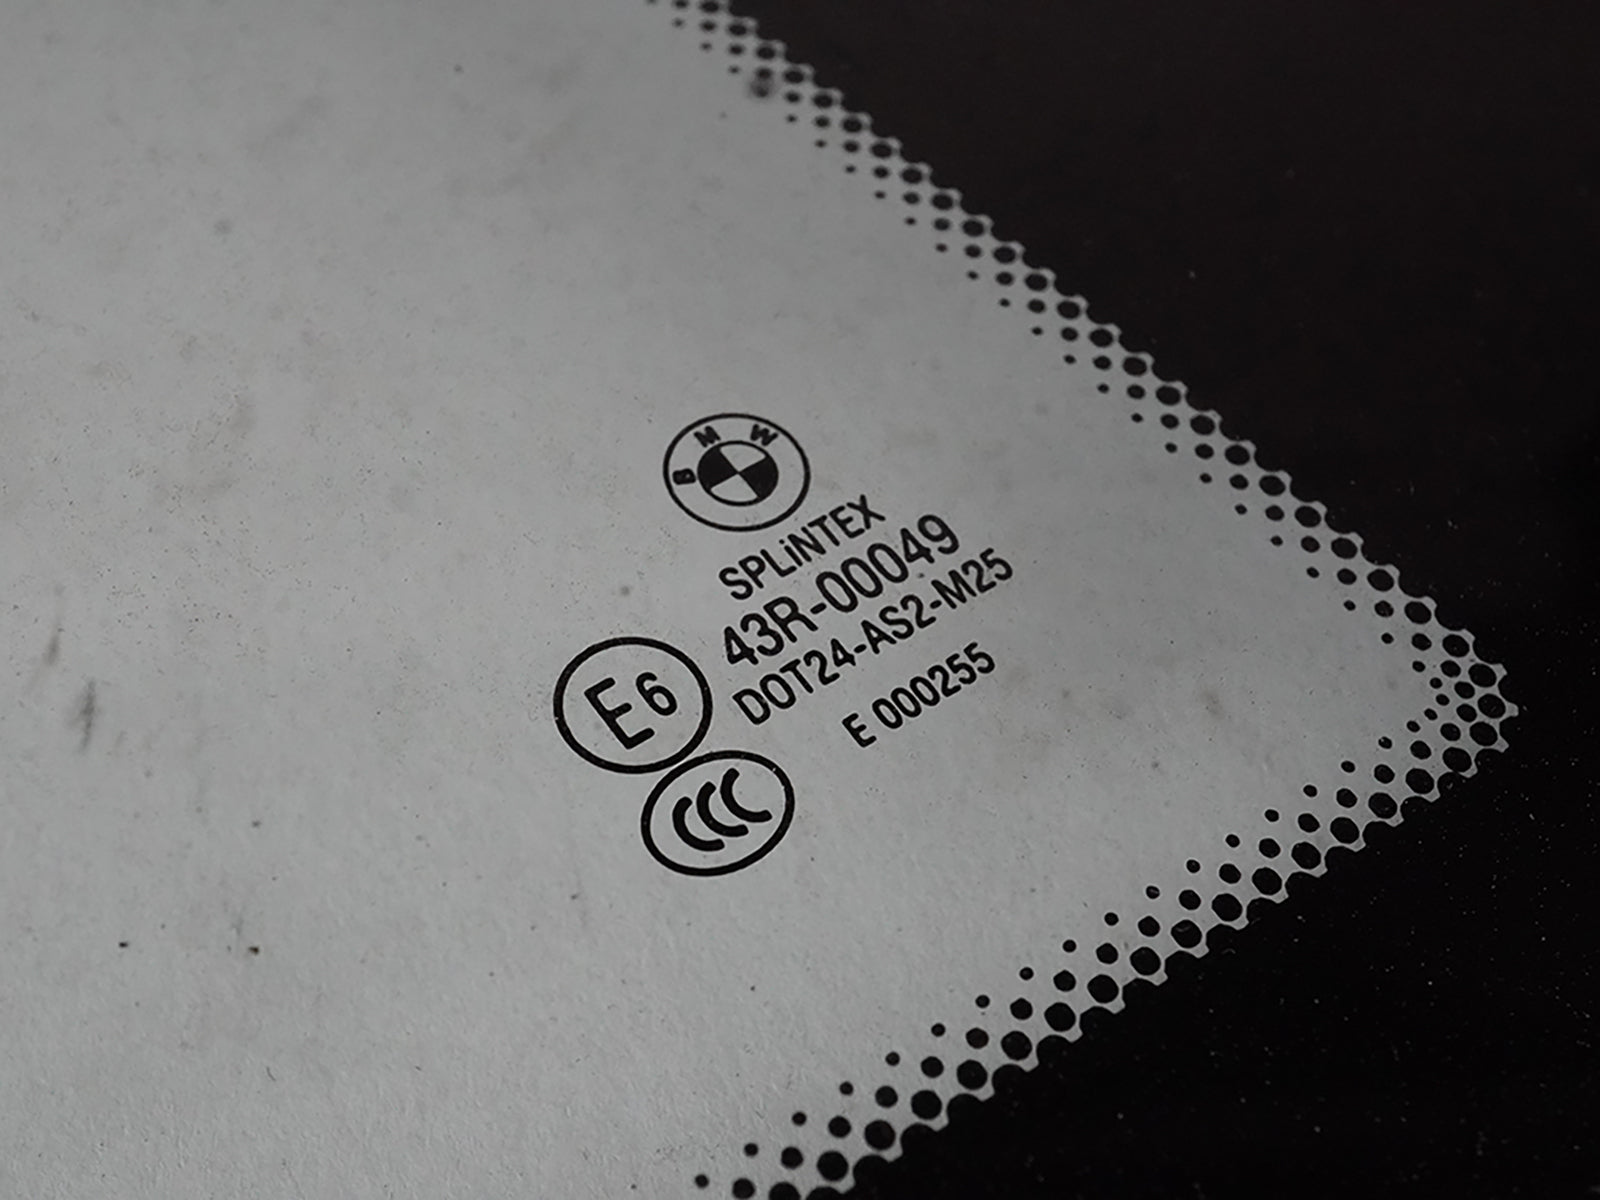 BMW
SPLiNTEX
43R-00049
DOT24-AS2-M25
E 000255
E6
CCC